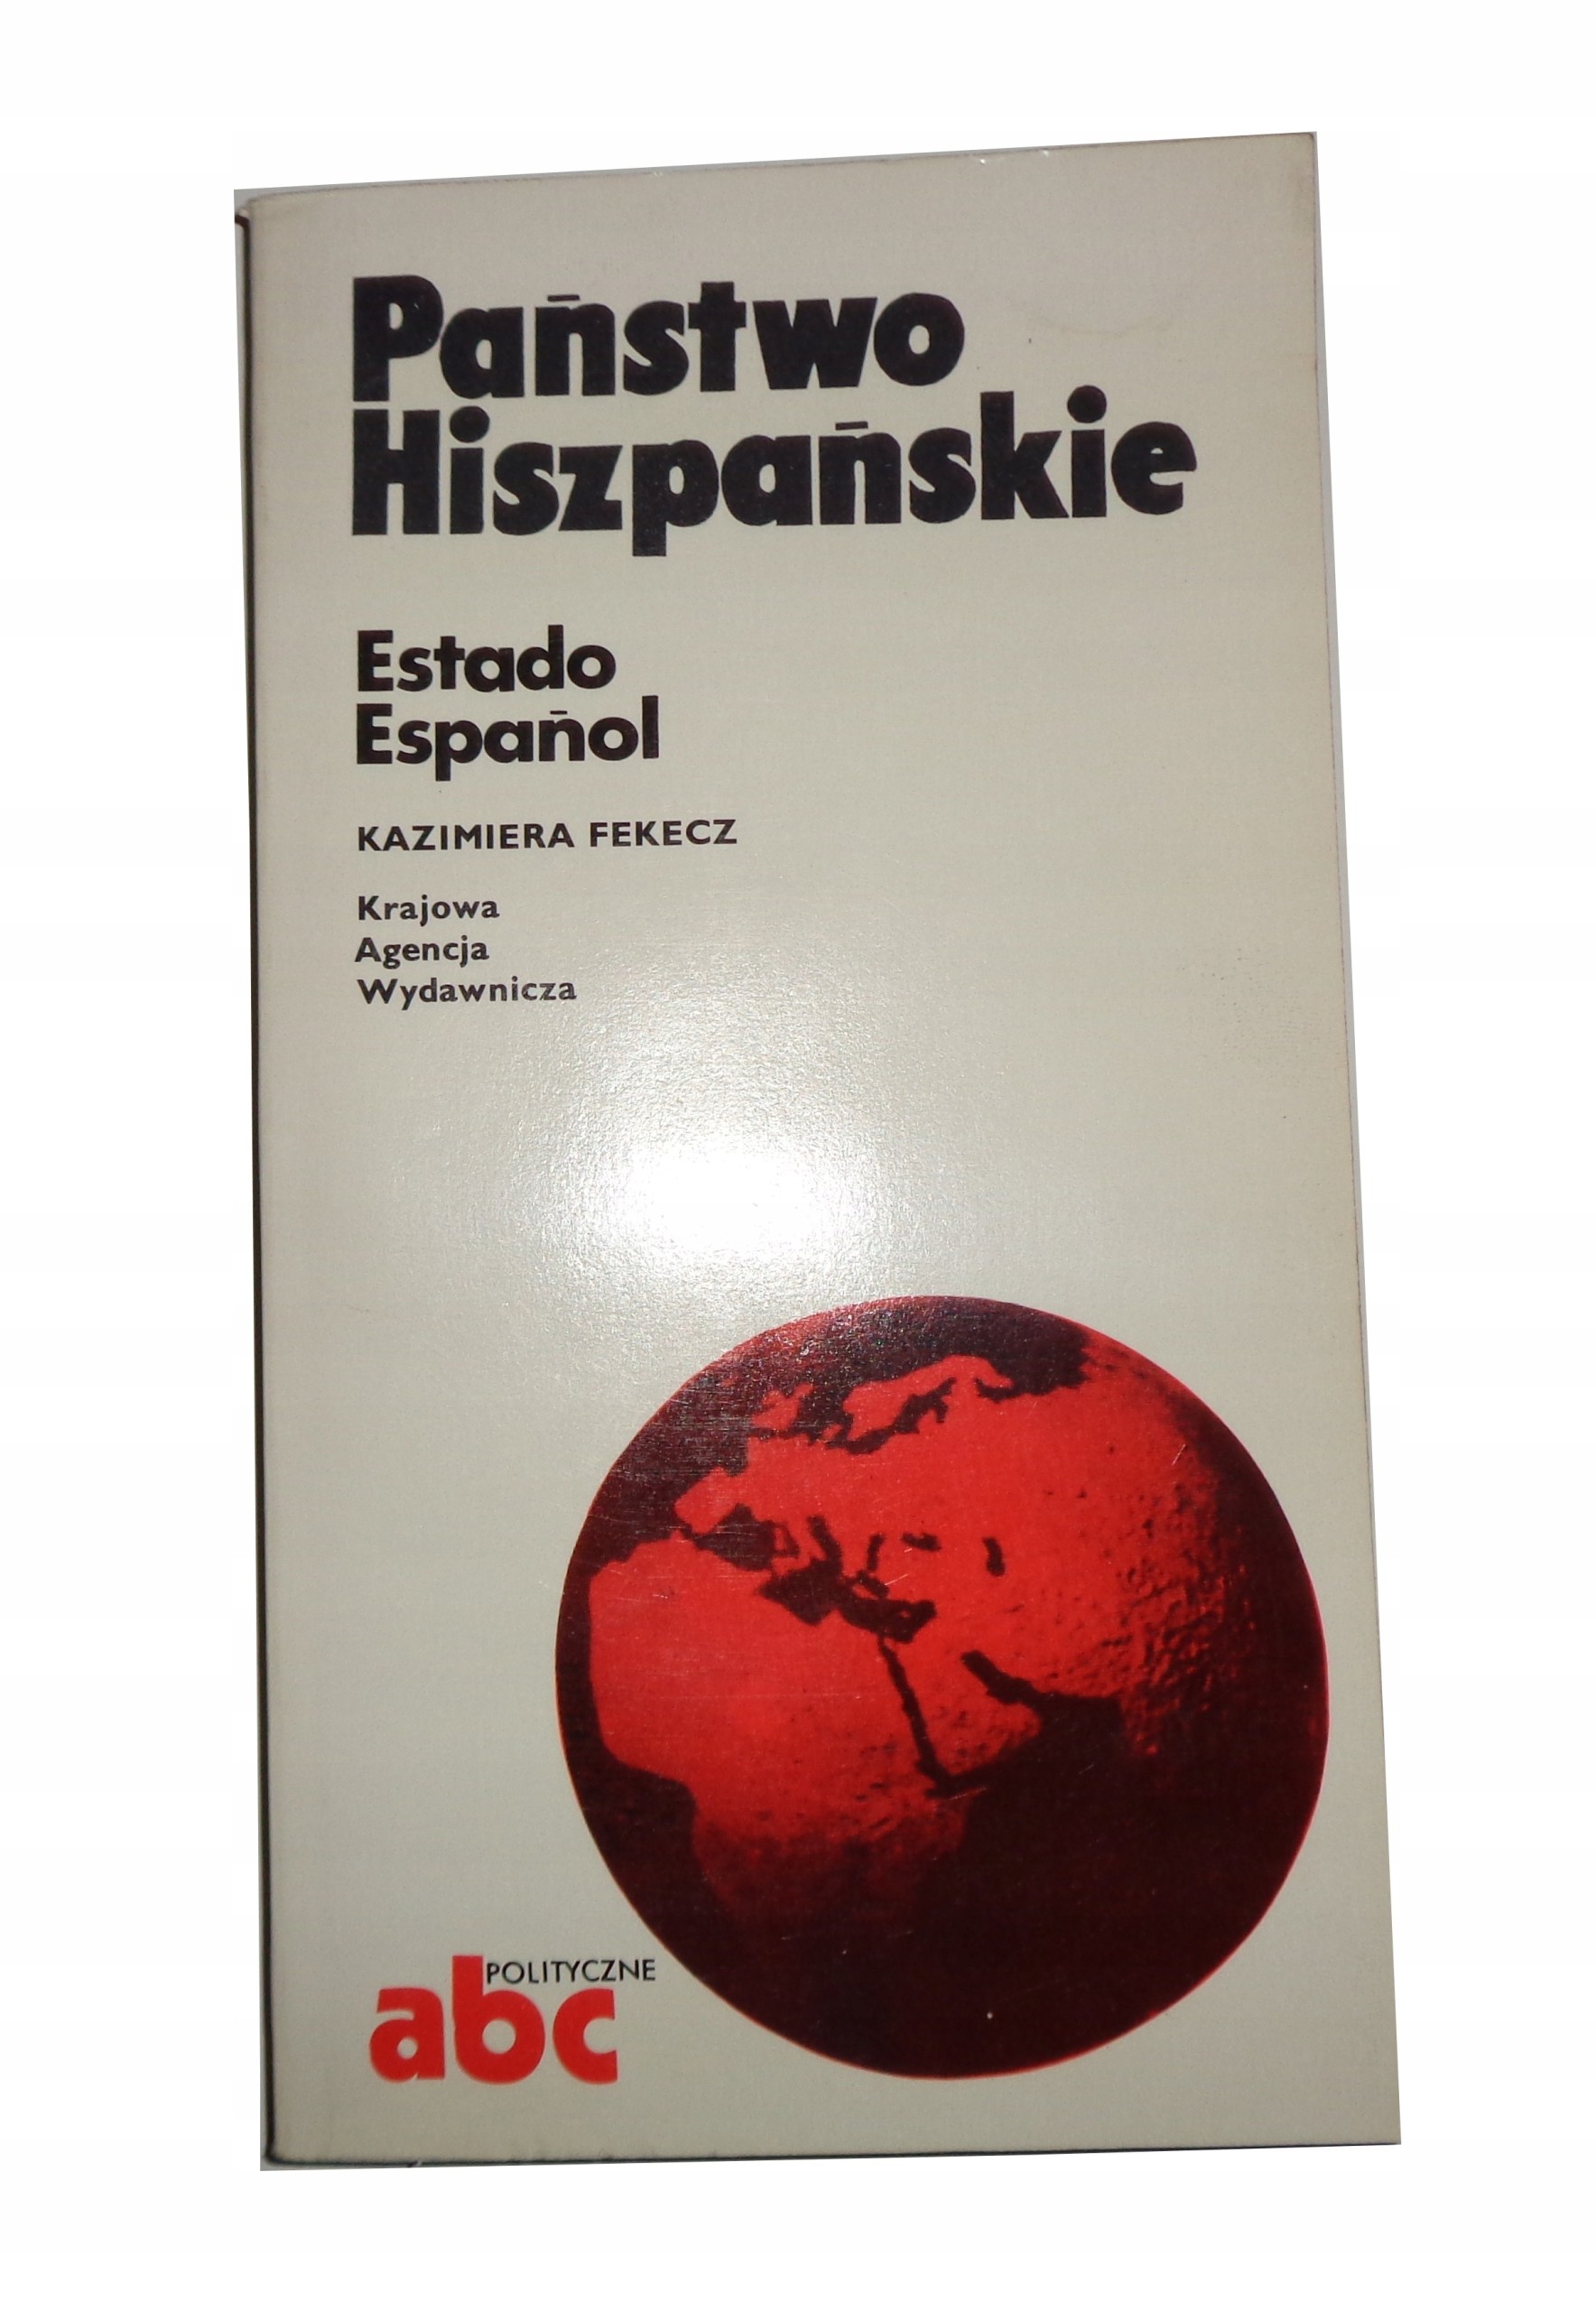 Państwo
Hiszpańskie
Estado
Español
KAZIMIERA FEKECZ
Krajowa
Agencja
Wydawnicza
POLITYCZNE
abc